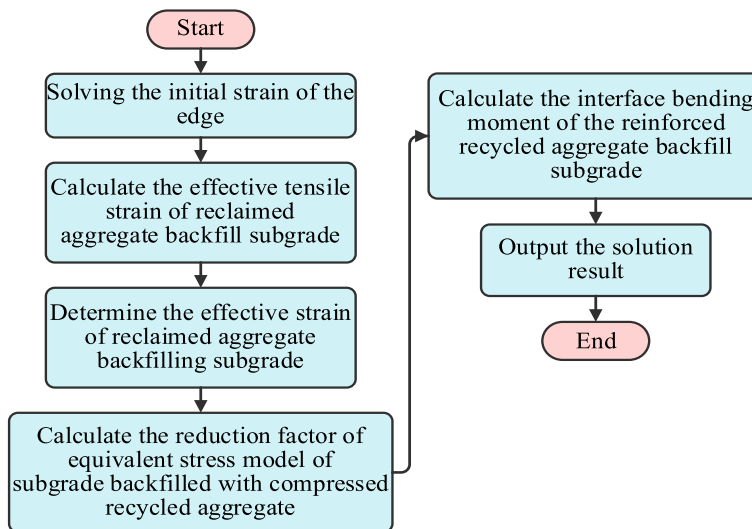 Start
Solving the initial strain of the
edge
Calculate the effective tensile
strain of reclaimed
aggregate backfill subgrade
Determine the effective strain
of reclaimed aggregate
backfilling subgrade
Calculate the reduction factor of
equivalent stress model of
subgrade backfilled with compressed
recycled aggregate
Calculate the interface bending
moment of the reinforced
recycled aggregate backfill
subgrade
Output the solution
result
End